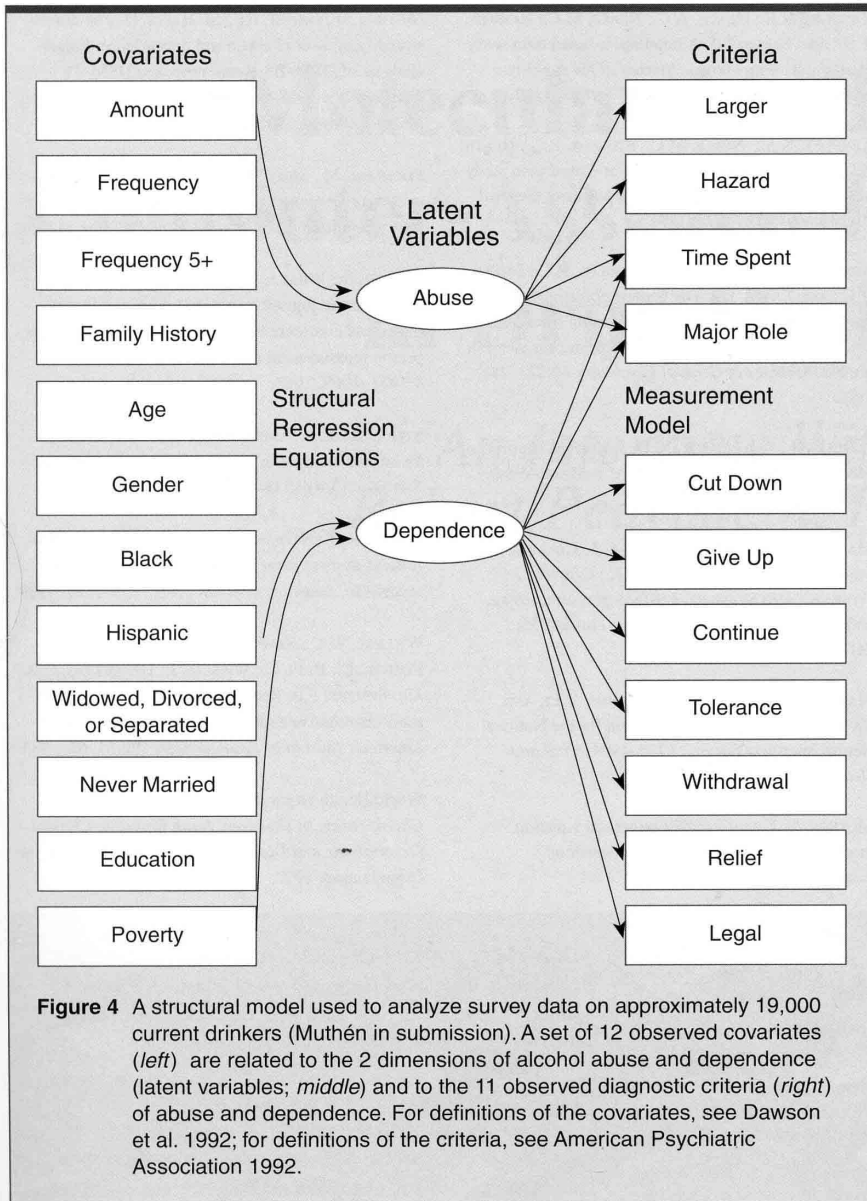 Covariates
Criteria
Amount
Frequency
Frequency 5+
Family History
Age
Gender
Black
Hispanic
Widowed, Divorced,
or Separated
Never Married
Education
Poverty
Latent
Variables
Abuse
Structural
Regression
Equations
Dependence
Larger
Hazard
Time Spent
Major Role
Measurement
Model
Cut Down
Give Up
Continue
Tolerance
Withdrawal
Relief
Legal
Figure 4 A structural model used to analyze survey data on approximately 19,000
current drinkers (Muthén in submission). A set of 12 observed covariates
(left) are related to the 2 dimensions of alcohol abuse and dependence
(latent variables; middle) and to the 11 observed diagnostic criteria (right)
of abuse and dependence. For definitions of the covariates, see Dawson
et al. 1992; for definitions of the criteria, see American Psychiatric
Association 1992.